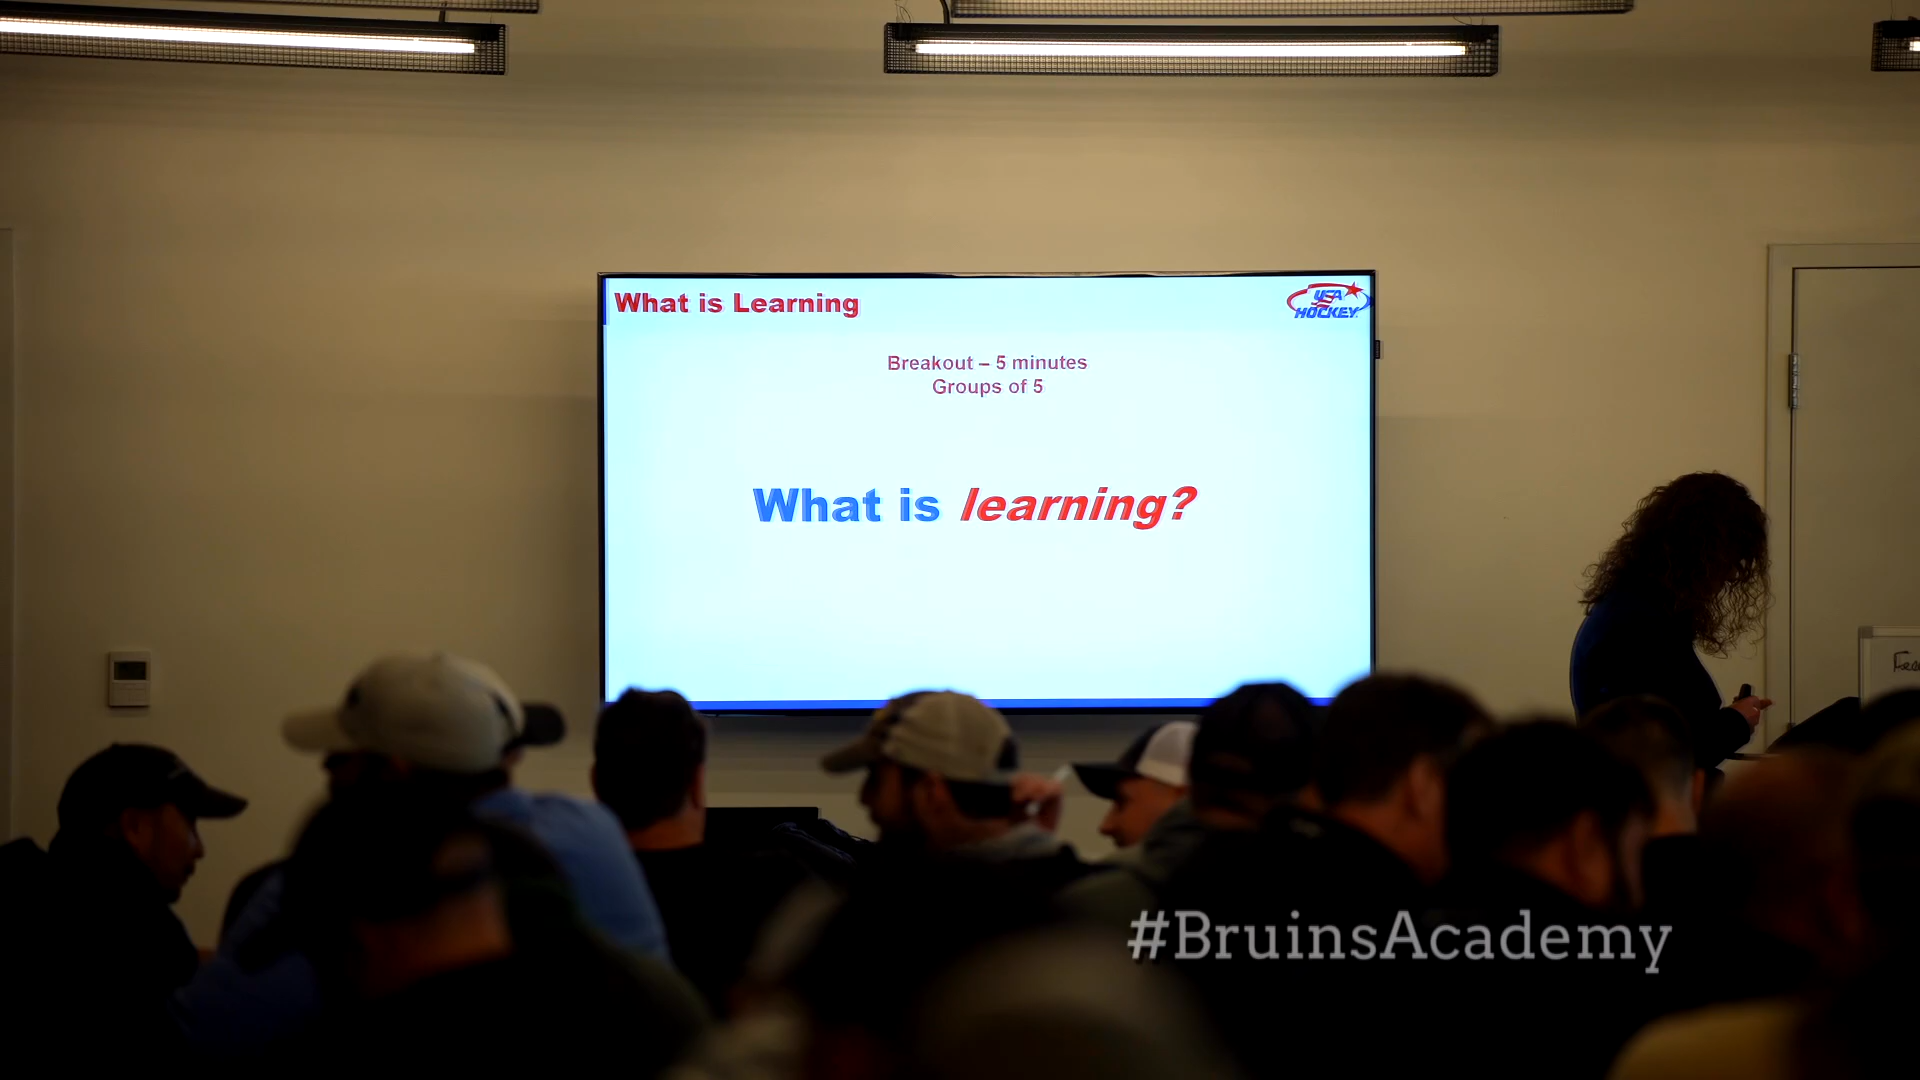 What is Learning
USA
HOCKEY
Breakout – 5 minutes
Groups of 5
What is learning?
#BruinsAcademy